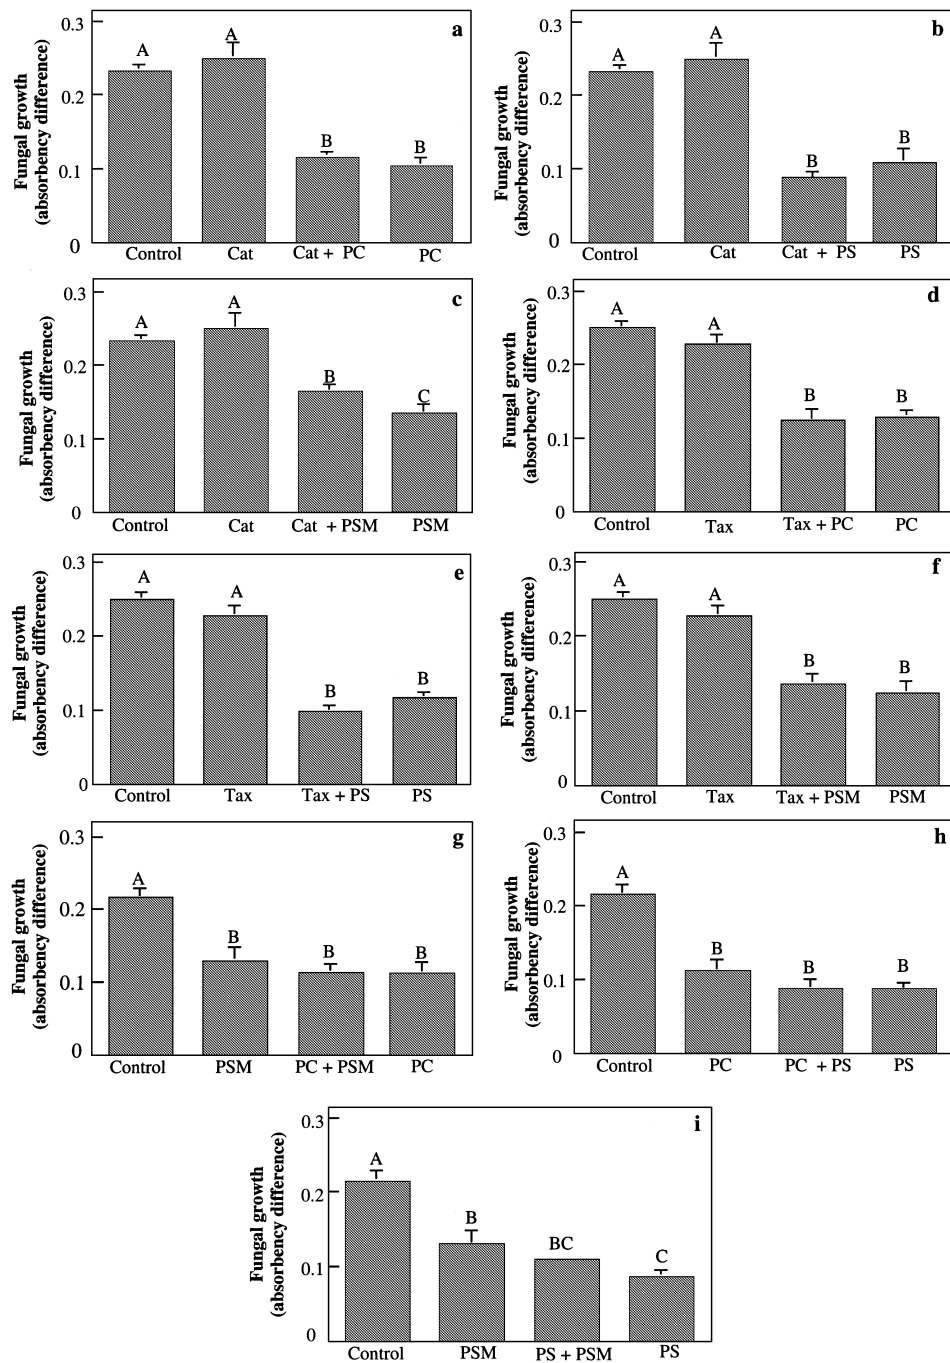 a
Fungal growth
(absorbency difference)
0.3
0.2
0.1
0
A
A
B
B
Control
Cat
Cat + PC
PC
b
Fungal growth
(absorbency difference)
0.3
0.2
0.1
0
A
A
B
B
Control
Cat
Cat + PS
PS
c
Fungal growth
(absorbency difference)
0.3
0.2
0.1
0
A
A
B
C
Control
Cat
Cat + PSM
PSM
d
Fungal growth
(absorbency difference)
0.3
0.2
0.1
0
A
A
B
B
Control
Tax
Tax + PC
PC
e
Fungal growth
(absorbency difference)
0.3
0.2
0.1
0
A
A
B
B
Control
Tax
Tax + PS
PS
f
Fungal growth
(absorbency difference)
0.3
0.2
0.1
0
A
A
B
B
Control
Tax
Tax + PSM
PSM
g
Fungal growth
(absorbency difference)
0.3
0.2
0.1
0
A
B
B
B
Control
PSM
PC + PSM
PC
h
Fungal growth
(absorbency difference)
0.3
0.2
0.1
0
A
B
B
B
Control
PC
PC + PS
PS
i
Fungal growth
(absorbency difference)
0.3
0.2
0.1
0
A
B
BC
C
Control
PSM
PS + PSM
PS